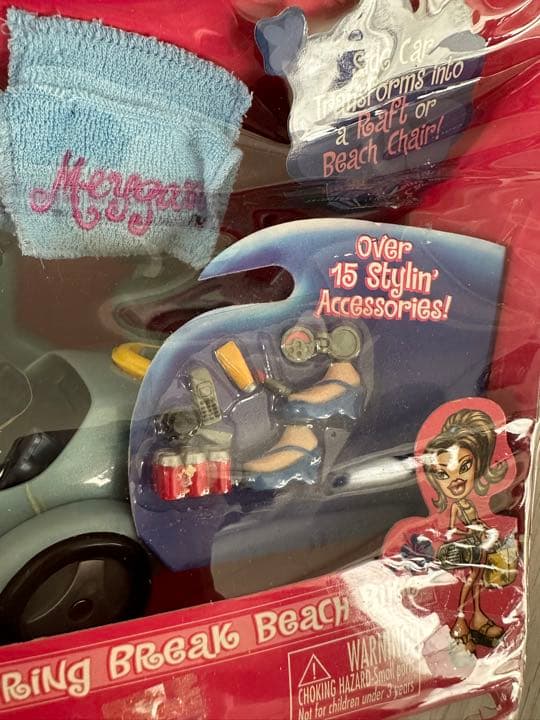 Side Car
Transforms into
a Raft or
Beach Chair!
Meygan
Over
15 Stylin'
Accessories!
RING BREAK BEACH
WARNING
CHOKING HAZARD-Small parts
Not for children under 3 years